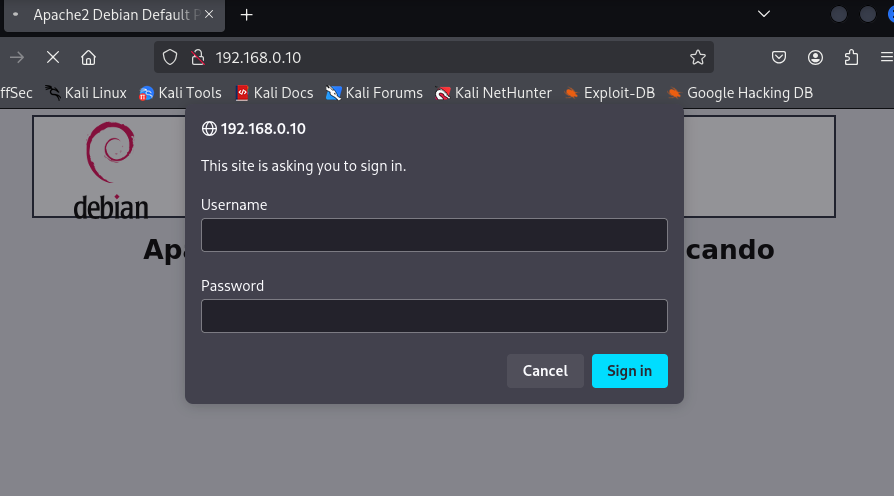 Apache2 Debian Default P
192.168.0.10
ffSec Kali Linux Kali Tools Kali Docs Kali Forums Kali NetHunter Exploit-DB Google Hacking DB
192.168.0.10
This site is asking you to sign in.
debian
Username
Apa
cando
Password
Cancel Sign in